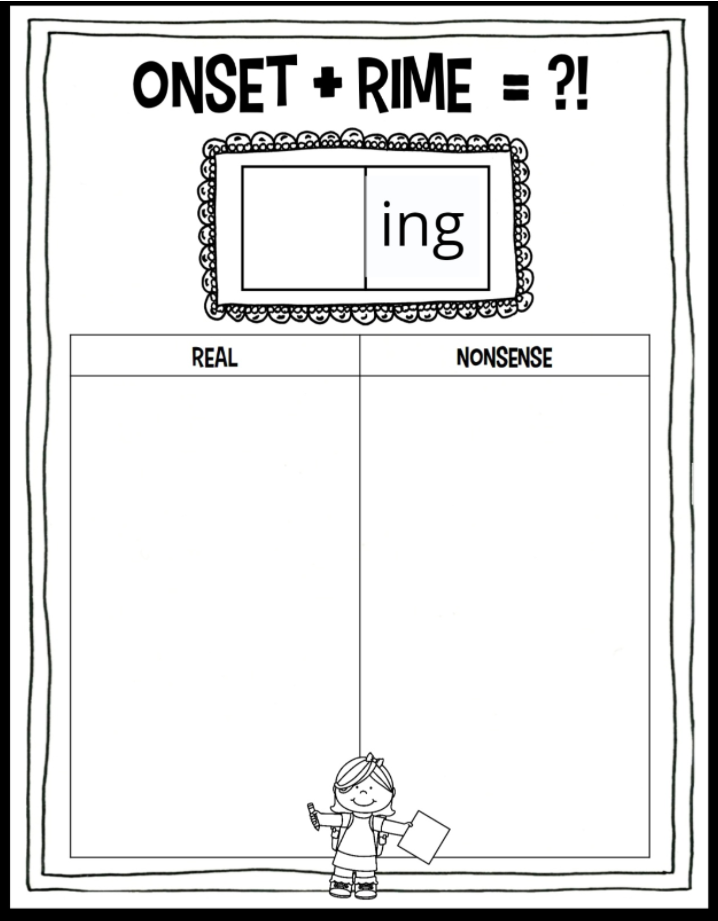 ONSET + RIME = ?!
ing
REAL NONSENSE